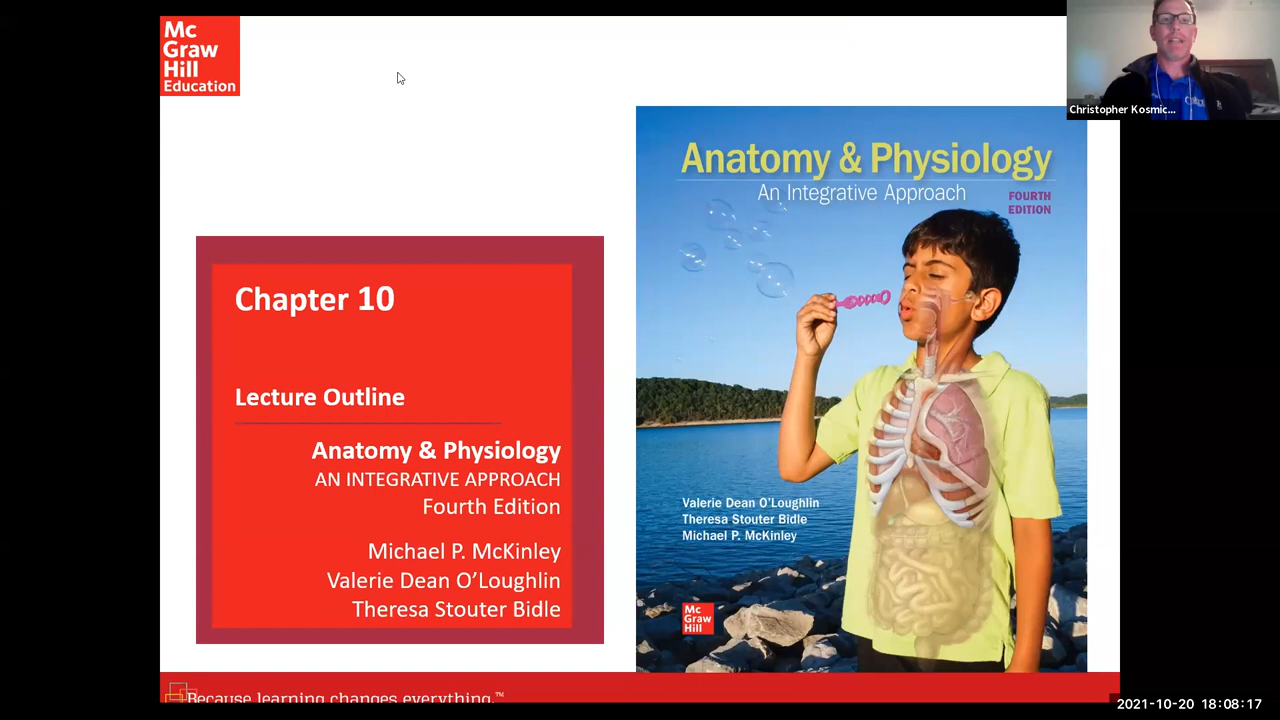 Mc
Graw
Hill
Education
Christopher Kosmic...
Anatomy & Physiology
An Integrative Approach
FOURTH
EDITION
Chapter 10
Lecture Outline
Anatomy & Physiology
AN INTEGRATIVE APPROACH
Fourth Edition
Michael P. McKinley
Valerie Dean O'Loughlin
Theresa Stouter Bidle
Valerie Dean O'Loughlin
Theresa Stouter Bidle
Michael P. McKinley
Mc
Graw
Hill
Because learning changes everything.™
2021-10-20 18:08:17